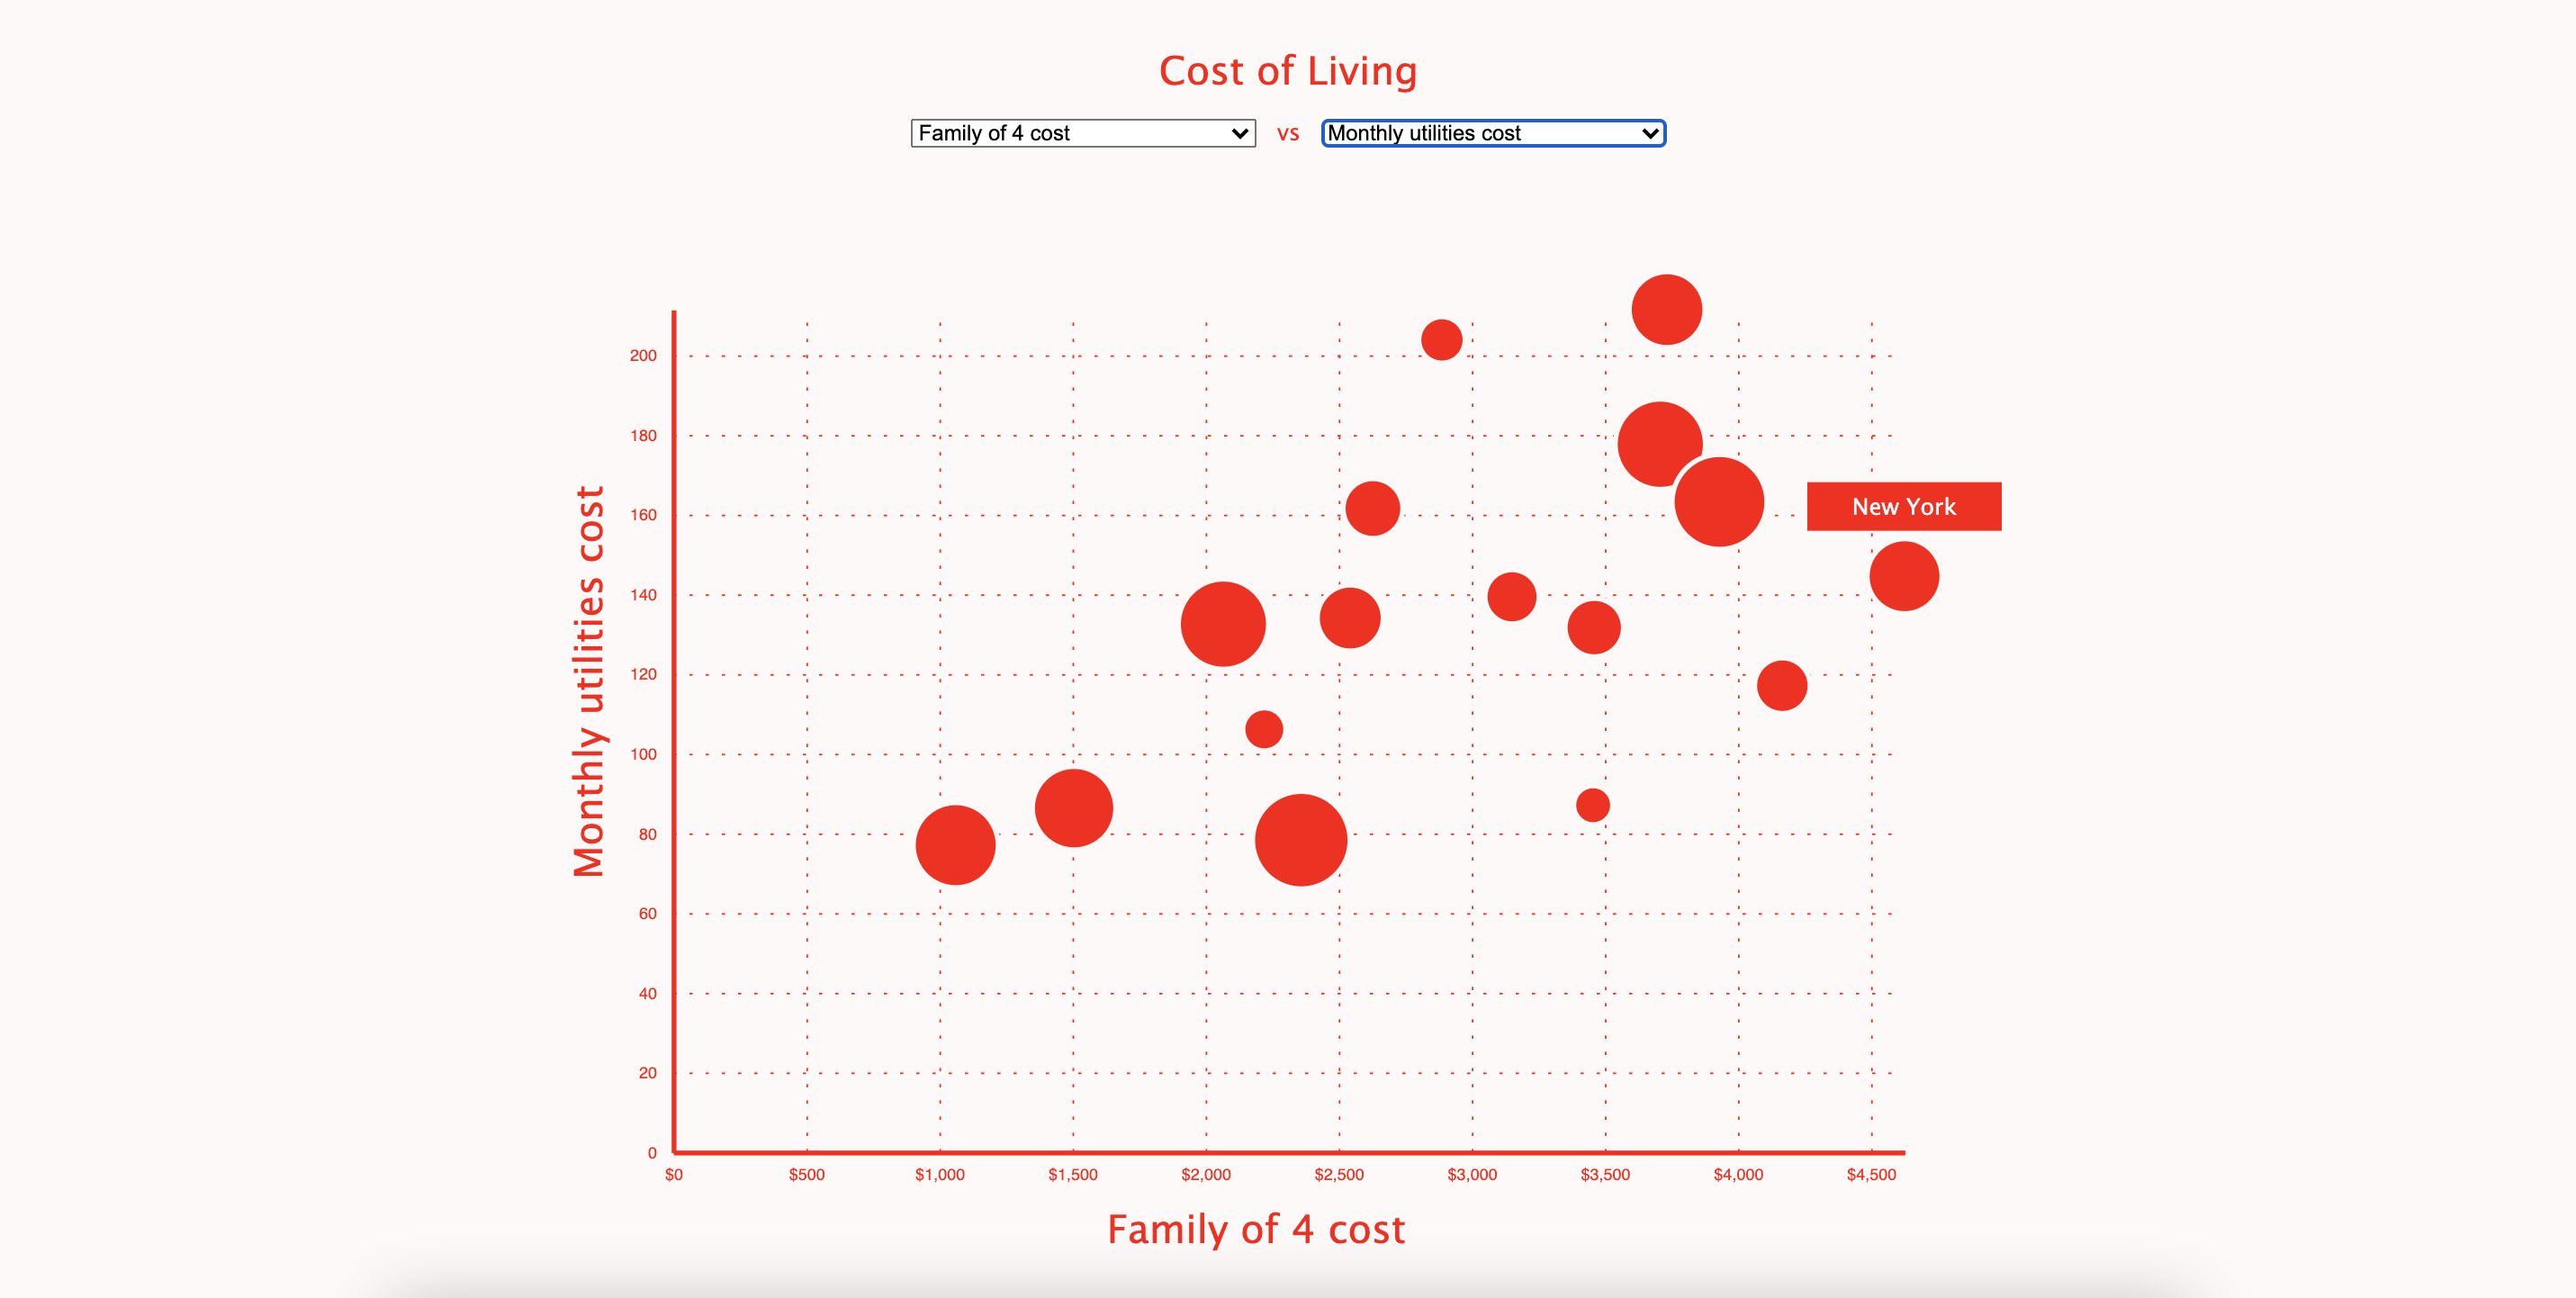 Cost of Living
Family of 4 cost vs Monthly utilities cost
200
180
160
140
120
100
80
60
40
20
0
Monthly utilities cost
New York
$0 $500 $1,000 $1,500 $2,000 $2,500 $3,000 $3,500 $4,000 $4,500
Family of 4 cost